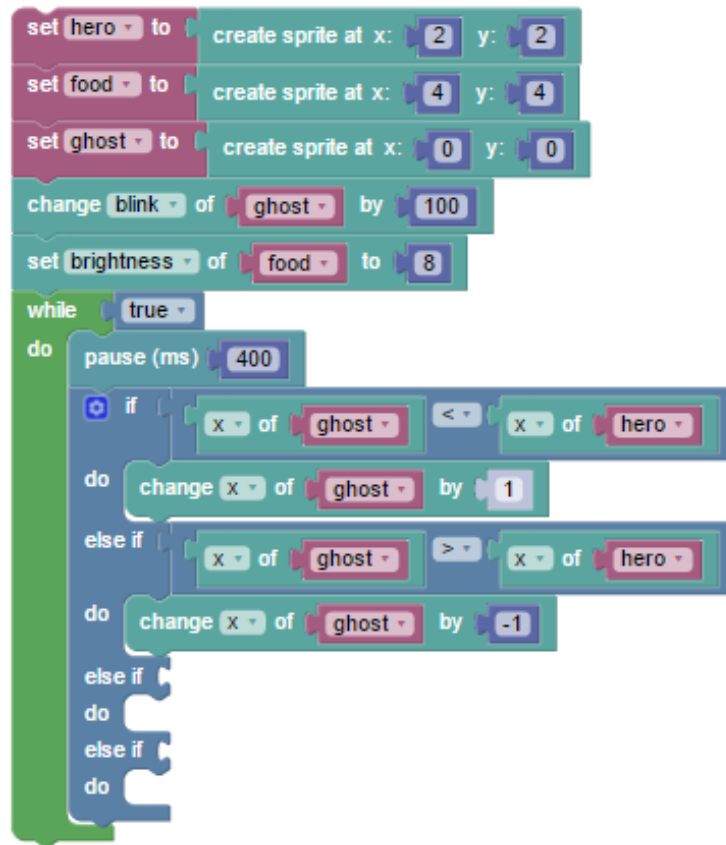 set hero to create sprite at x: 2 y: 2
set food to create sprite at x: 4 y: 4
set ghost to create sprite at x: 0 y: 0
change blink of ghost by 100
set brightness of food to 8
while true
do pause (ms) 400
if x of ghost < x of hero
do change x of ghost by 1
else if x of ghost > x of hero
do change x of ghost by -1
else if
do
else if
do